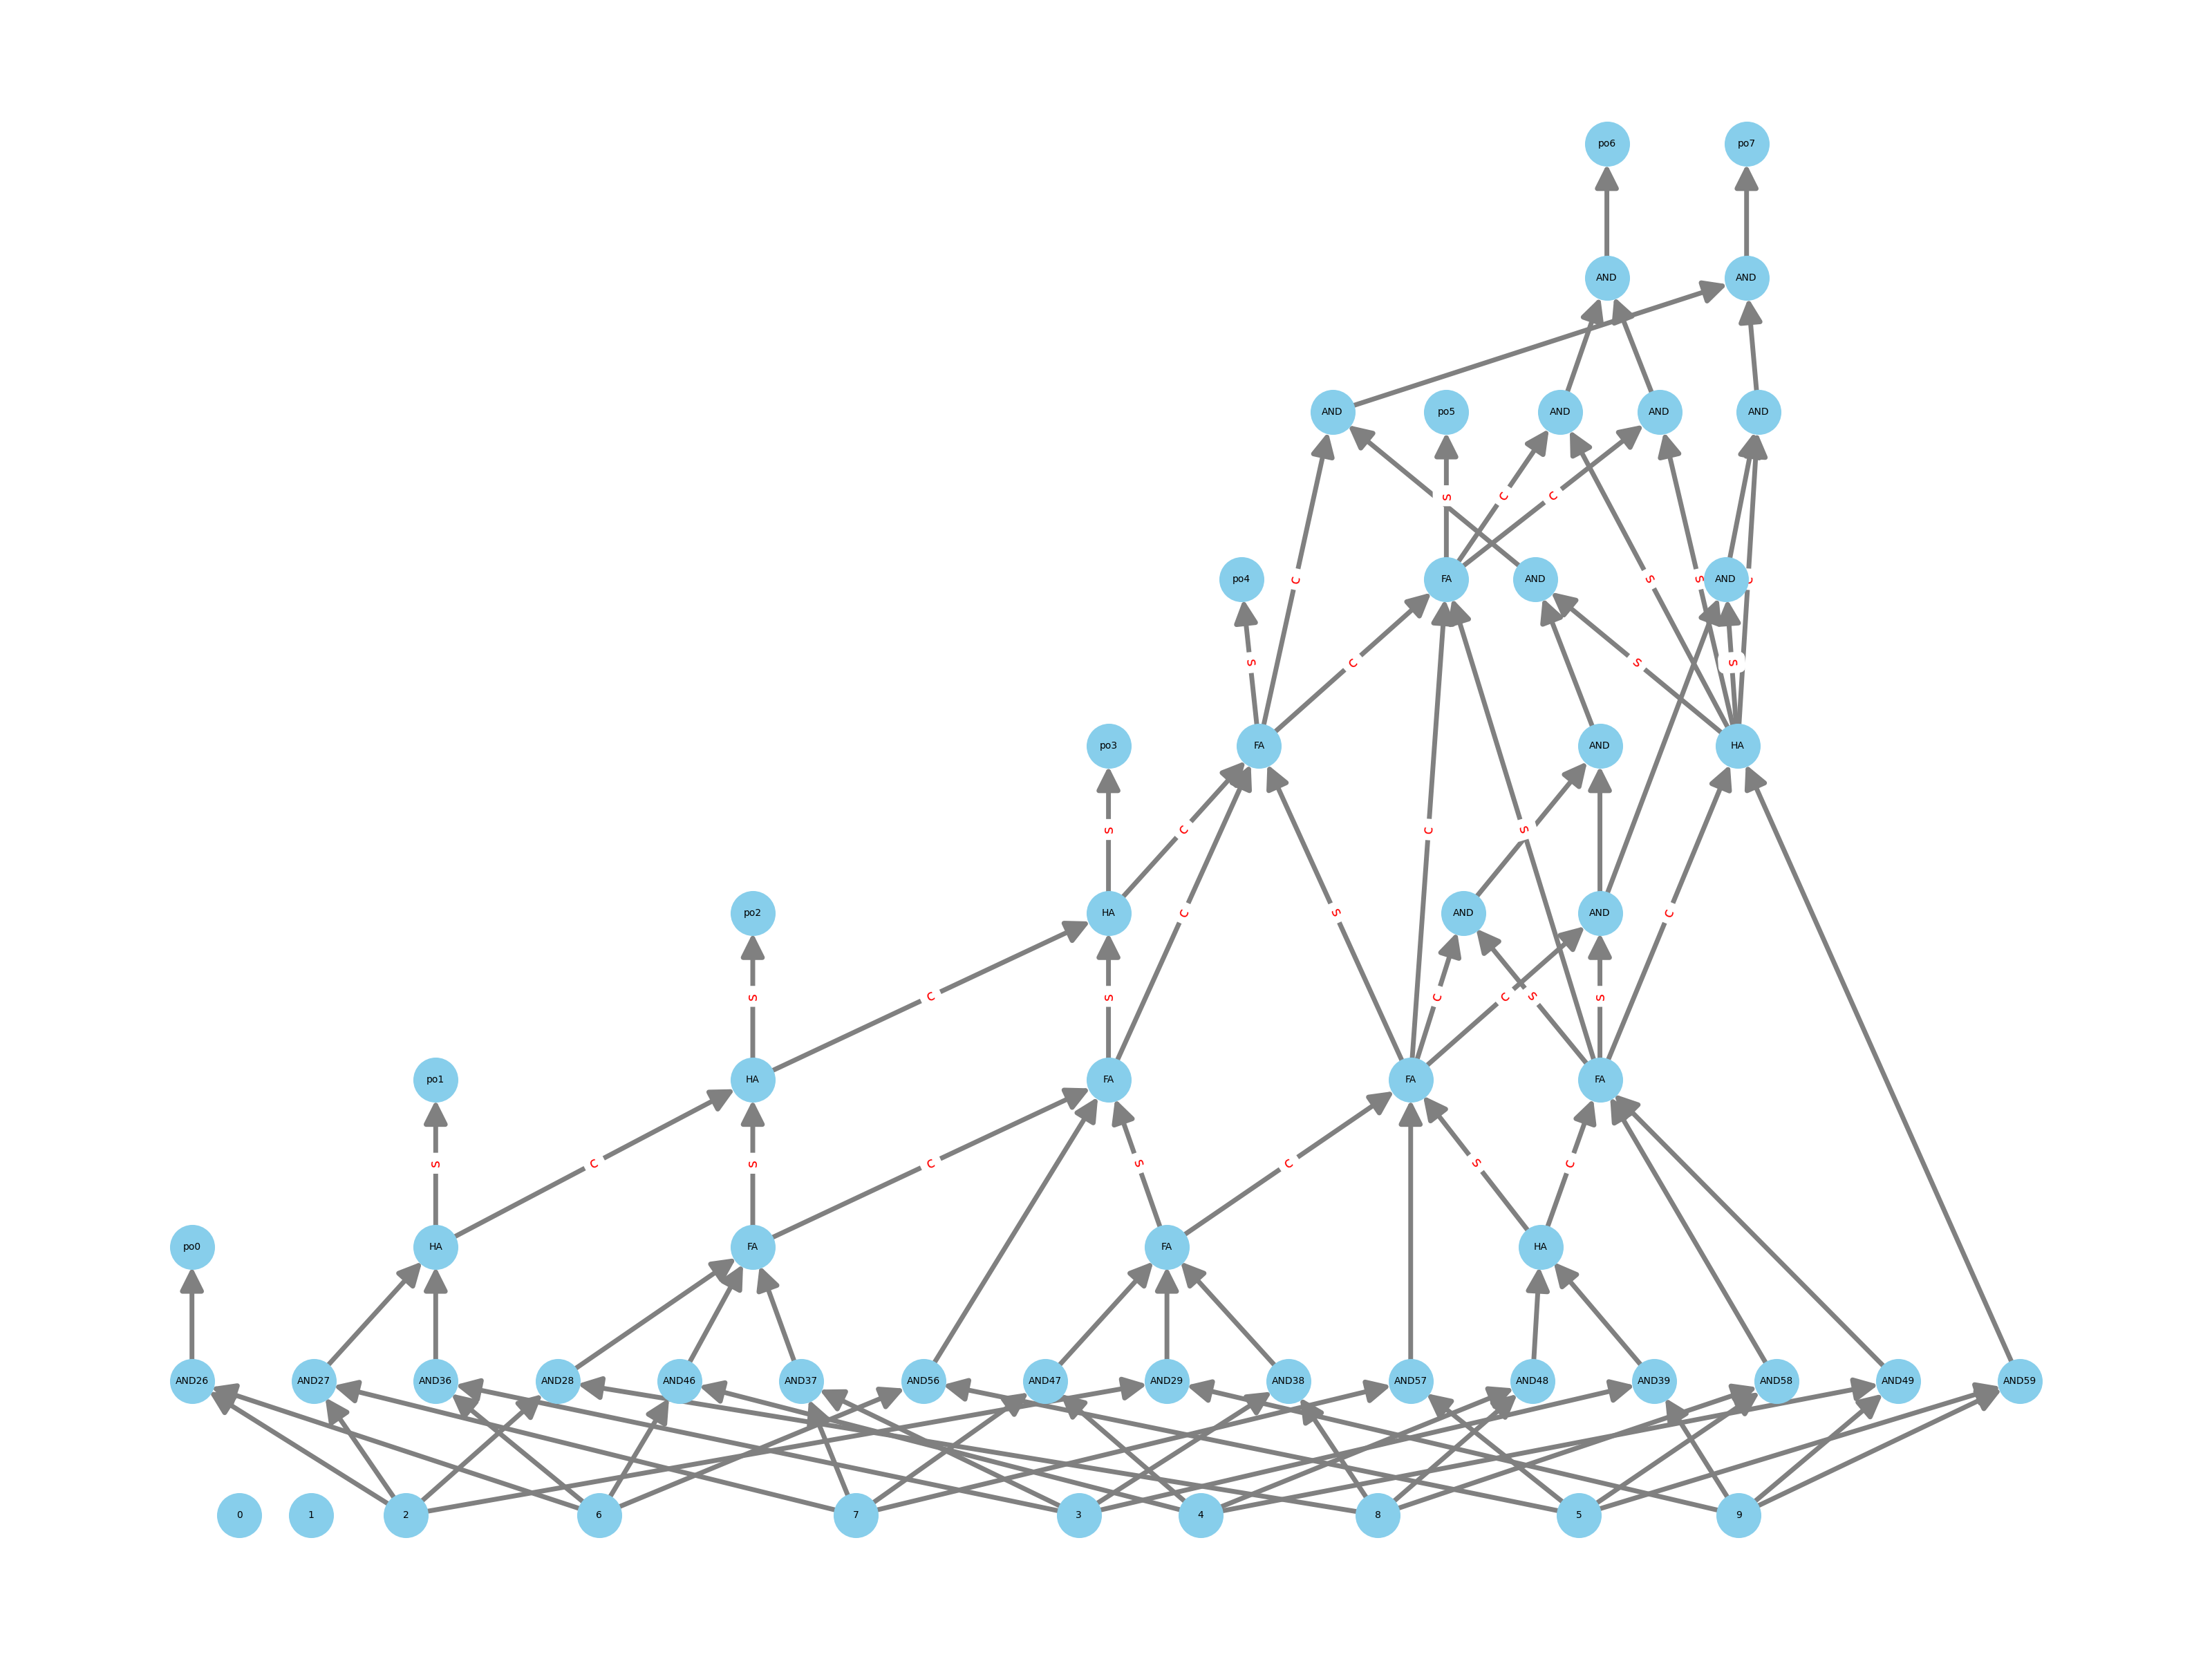 po6 po7
AND AND
AND po5 AND AND AND
s c c
po4 c FA AND s s AND c
s c s s
po3 FA AND HA
s c c s
po2 HA c s AND AND c
s c s c c s s
po1 HA FA FA FA
s c s c s c s c
po0 HA FA FA HA
AND26 AND27 AND36 AND28 AND46 AND37 AND56 AND47 AND29 AND38 AND57 AND48 AND39 AND58 AND49 AND59
0 1 2 6 7 3 4 8 5 9